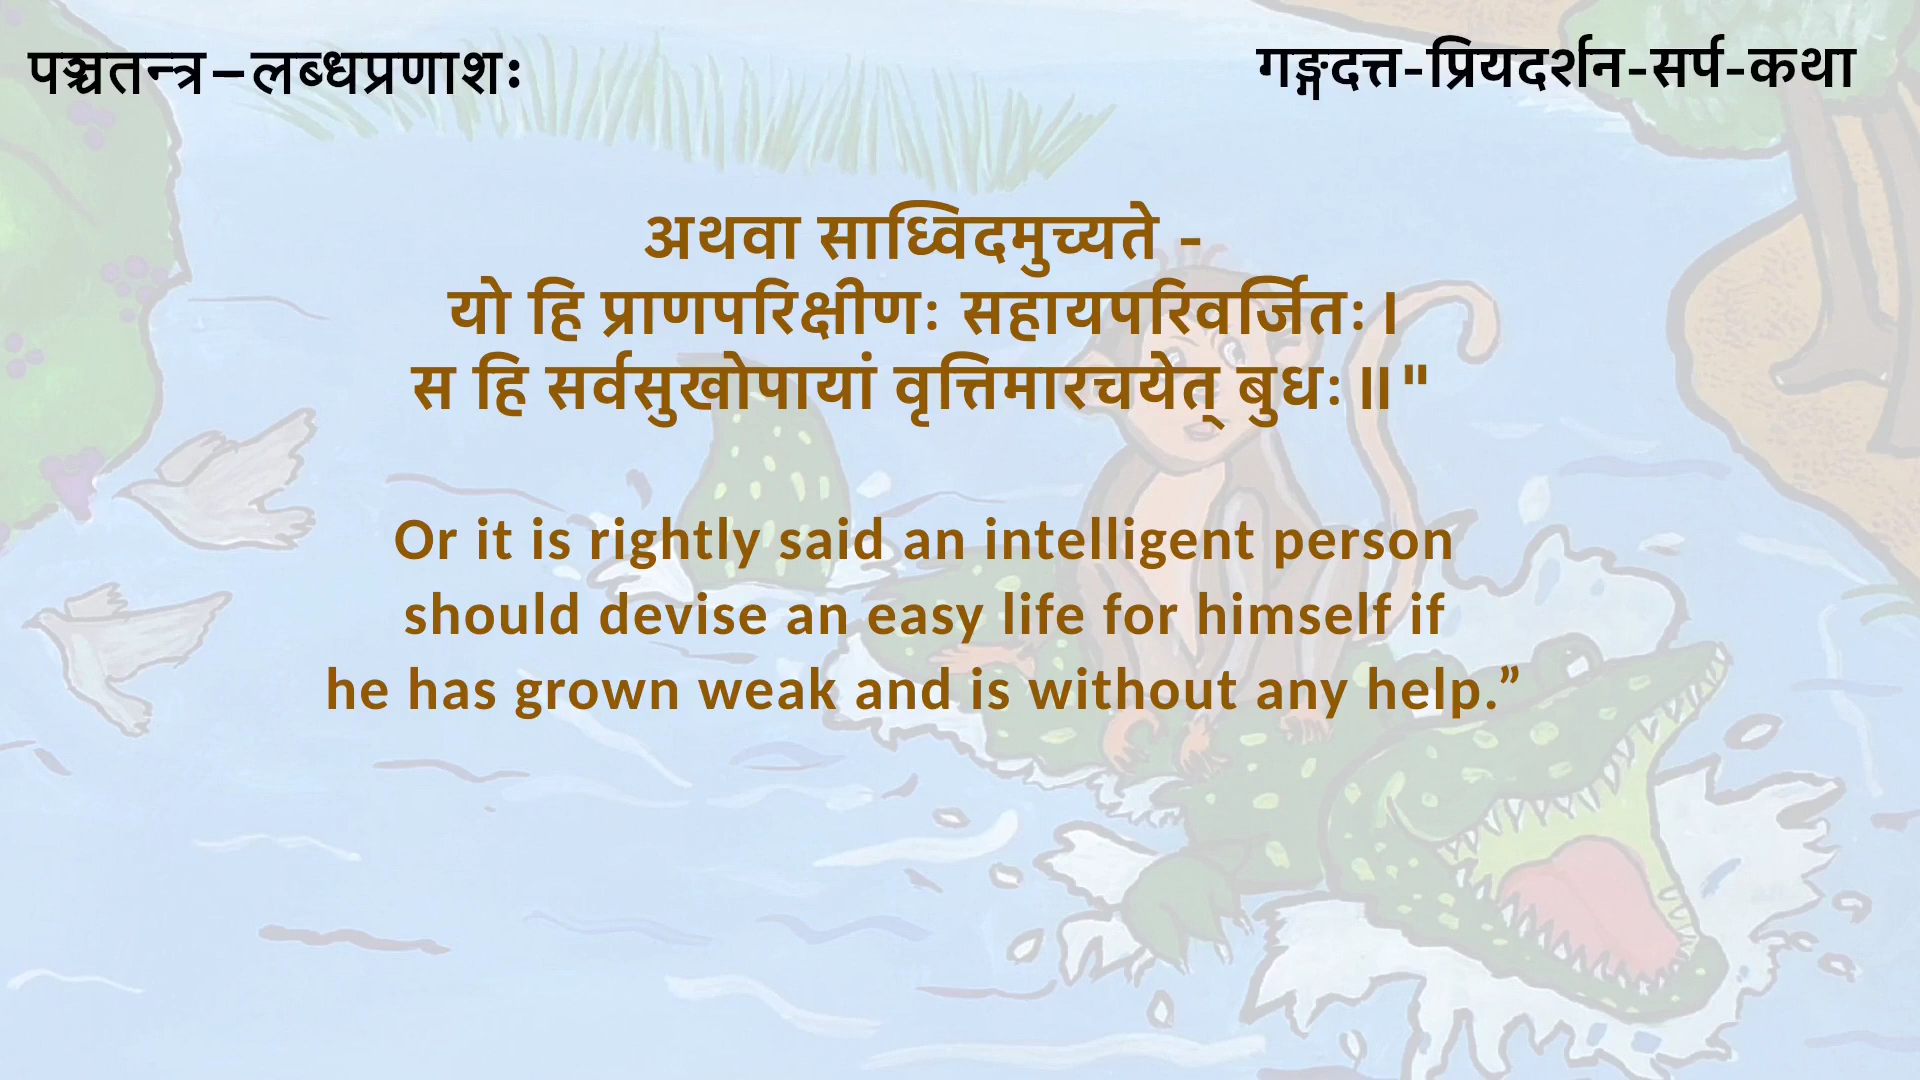 पञ्चतन्त्र–लब्धप्रणाशः
गङ्गदत्त-प्रियदर्शन-सर्प-कथा
अथवा साध्विदमुच्यते -
यो हि प्राणपरिक्षीणः सहायपरिवर्जितः।
स हि सर्वसुखोपायां वृत्तिमारचयेत् बुधः॥"
Or it is rightly said an intelligent person
should devise an easy life for himself if
he has grown weak and is without any help.”